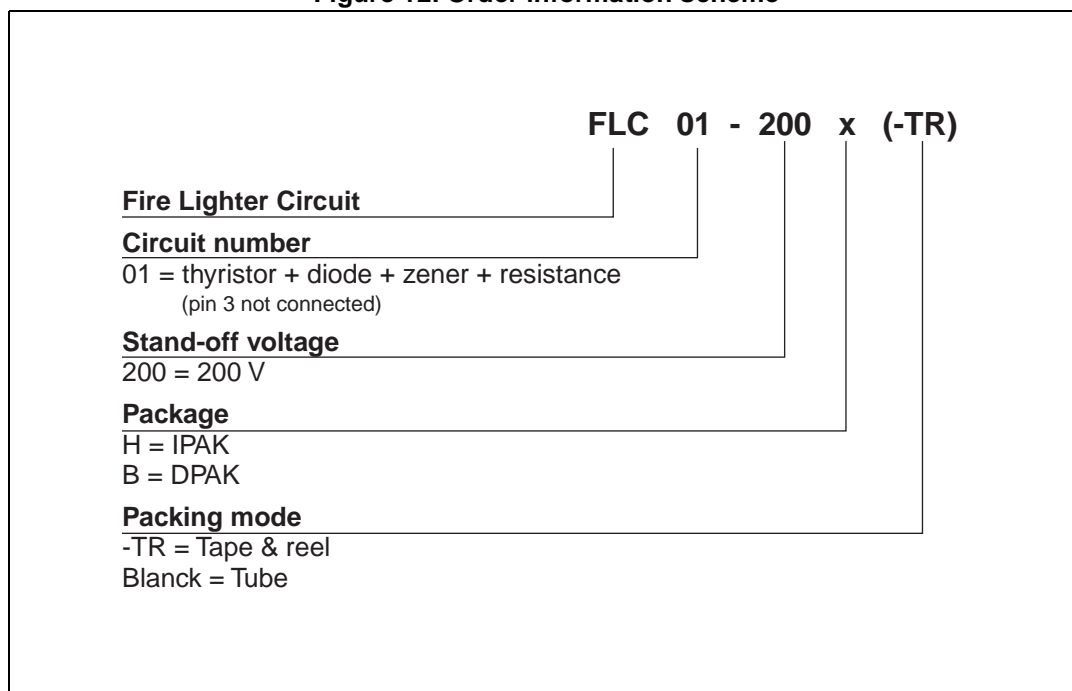 Figure 12: Order Information Scheme
FLC 01 - 200 x (-TR)
Fire Lighter Circuit
Circuit number
01 = thyristor + diode + zener + resistance
(pin 3 not connected)
Stand-off voltage
200 = 200 V
Package
H = IPAK
B = DPAK
Packing mode
-TR = Tape & reel
Blanck = Tube